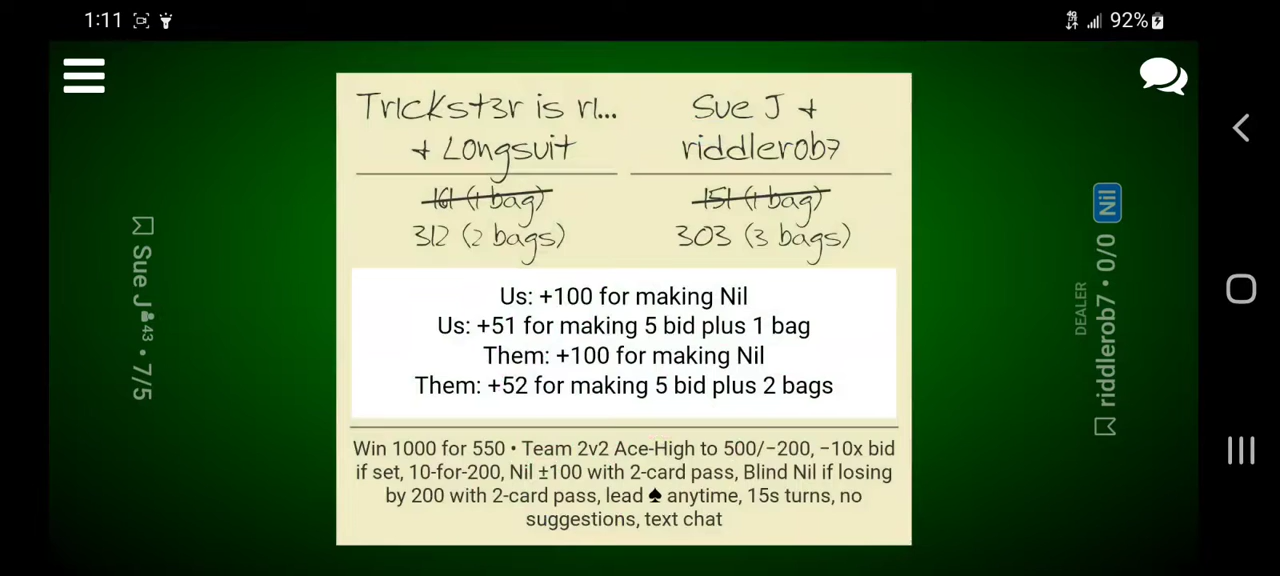 1:11
92%
Tr1ckst3r is r1...
+ Longsuit
Sue J +
riddlerob7
161 (1 bag)
151 (1 bag)
312 (2 bags)
303 (3 bags)
Us: +100 for making Nil
Us: +51 for making 5 bid plus 1 bag
Them: +100 for making Nil
Them: +52 for making 5 bid plus 2 bags
Win 1000 for 550 • Team 2v2 Ace-High to 500/−200, −10x bid
if set, 10-for-200, Nil ±100 with 2-card pass, Blind Nil if losing
by 200 with 2-card pass, lead ♠ anytime, 15s turns, no
suggestions, text chat
Sue J 43 • 7/5
DEALER
riddlerob7 • 0/0 Nil